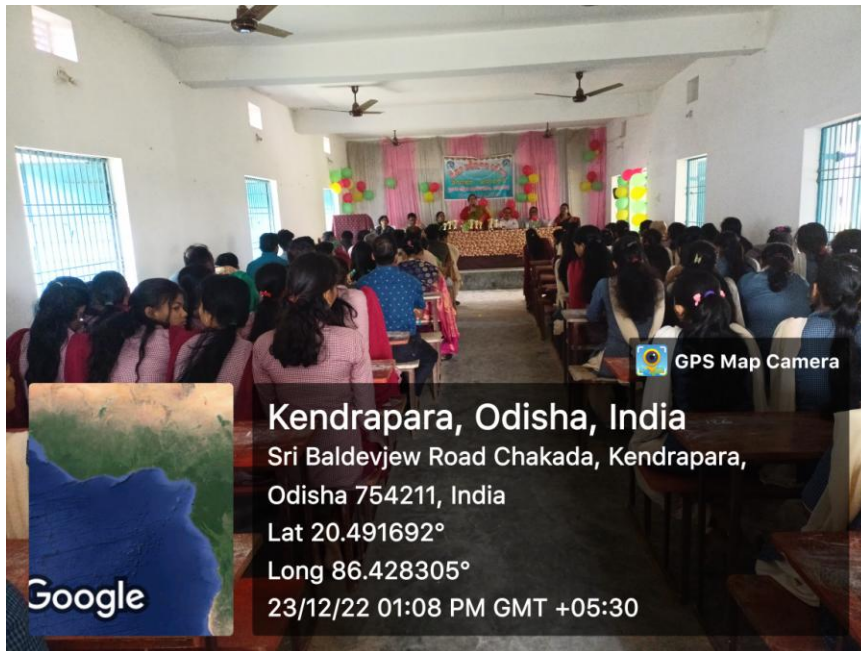 GPS Map Camera
Kendrapara, Odisha, India
Sri Baldevjew Road Chakada, Kendrapara,
Odisha 754211, India
Lat 20.491692°
Long 86.428305°
23/12/22 01:08 PM GMT +05:30
Google